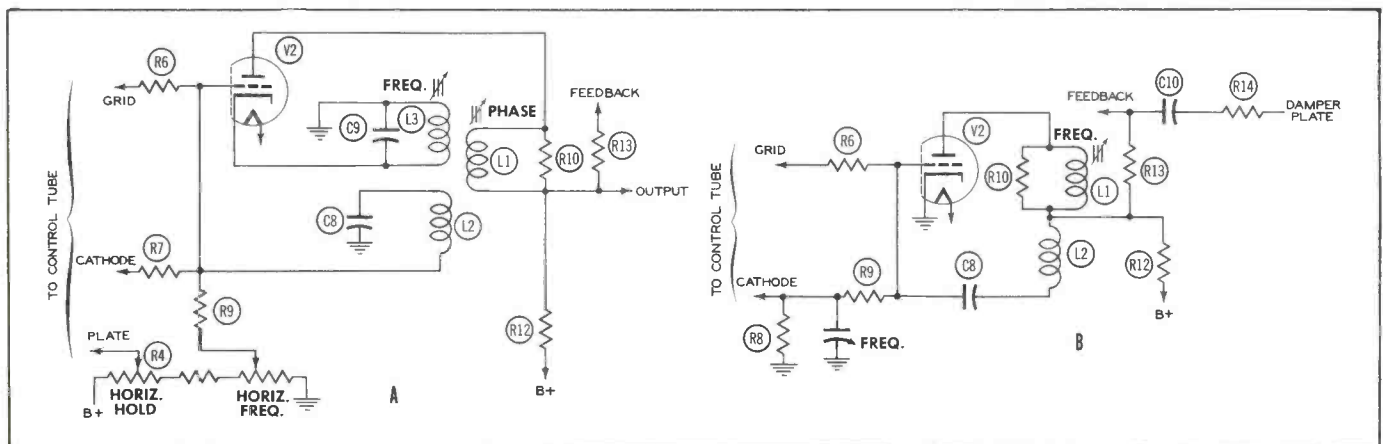 V2
R6
GRID
FREQ.
C9
L3
PHASE
FEEDBACK
R13
L1
R10
OUTPUT
C8
L2
TO CONTROL TUBE
R7
CATHODE
R9
PLATE
R4
B+
HORIZ.
HOLD
HORIZ.
FREQ.
A
R12
B+
C10
R14
FEEDBACK
DAMPER
PLATE
V2
FREQ.
R6
GRID
R10
L1
R13
TO CONTROL TUBE
L2
R12
B+
CATHODE
R9
C8
R8
FREQ.
B